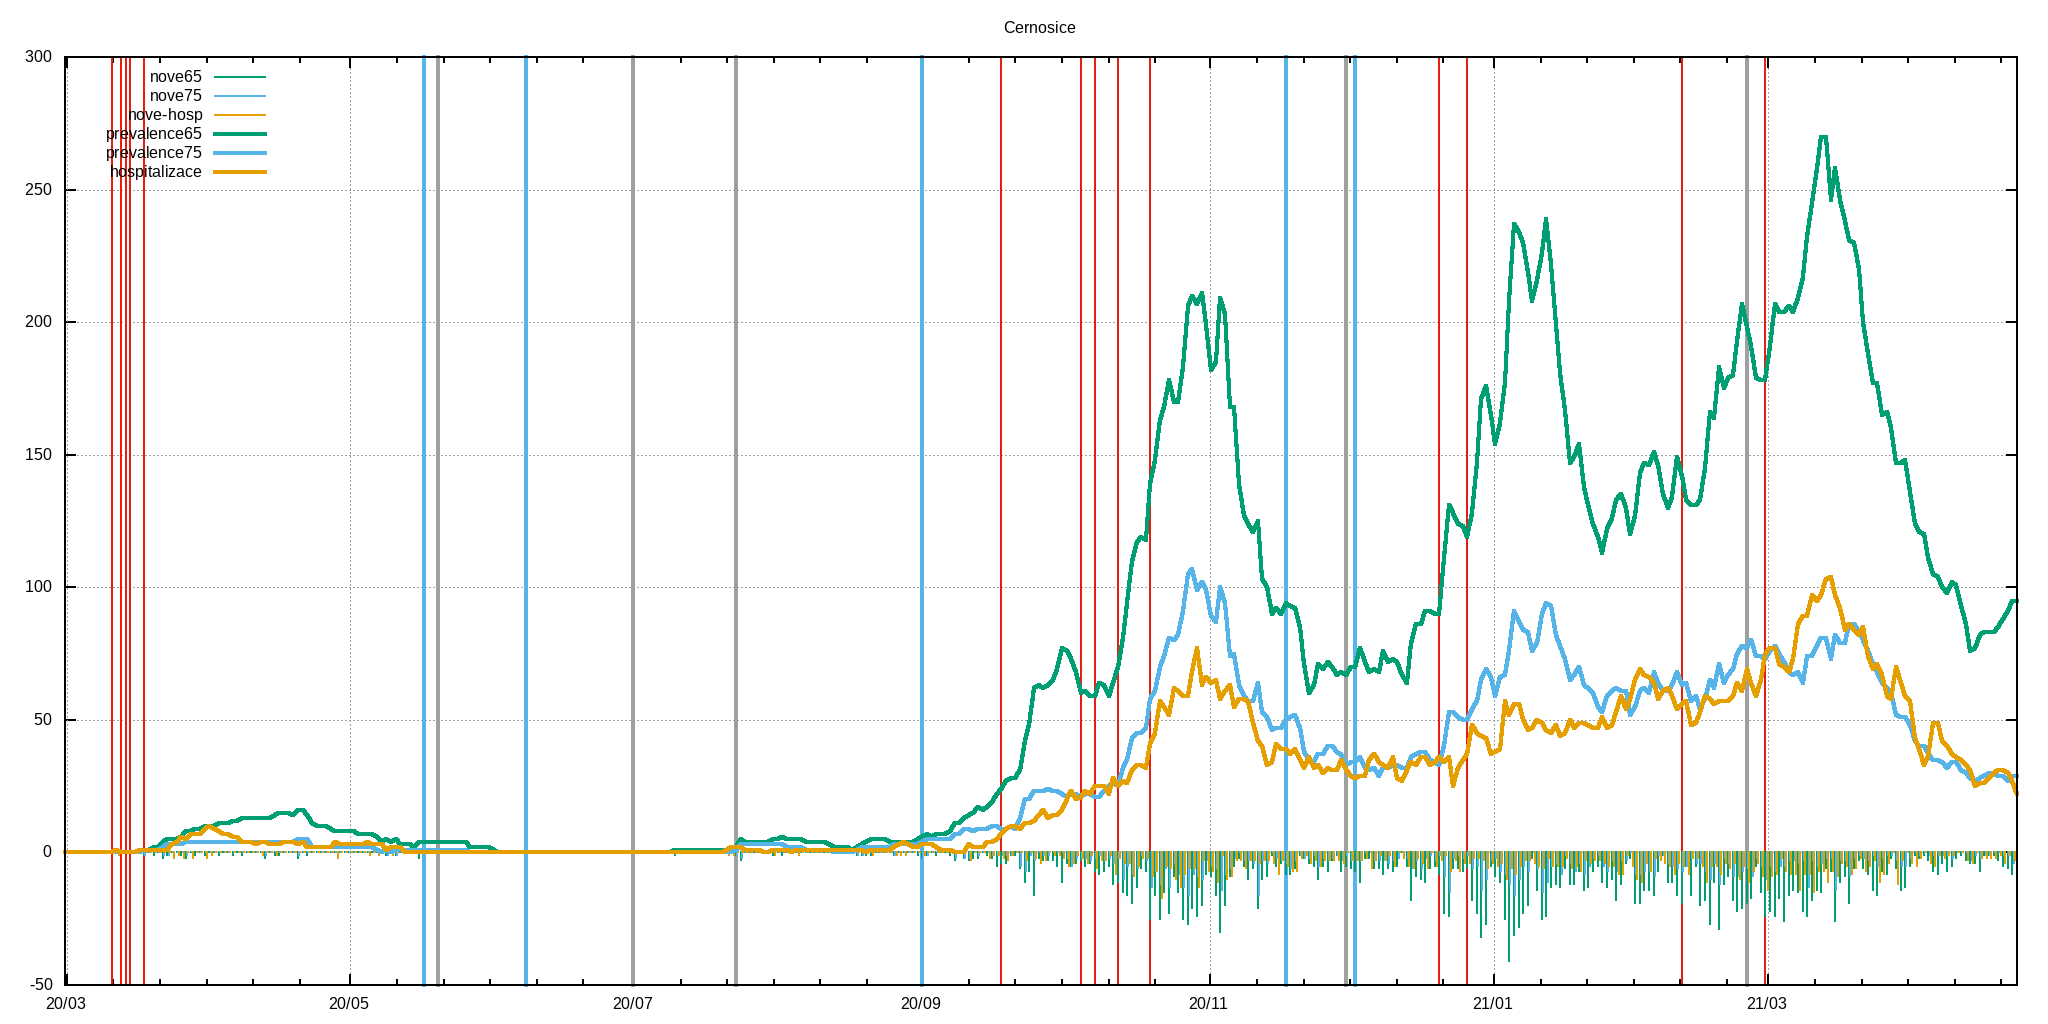 Cernosice
300
nove65
nove75
nove-hosp
prevalence65
prevalence75
hospitalizace
250
200
150
100
50
0
-50
20/03 20/05 20/07 20/09 20/11 21/01 21/03